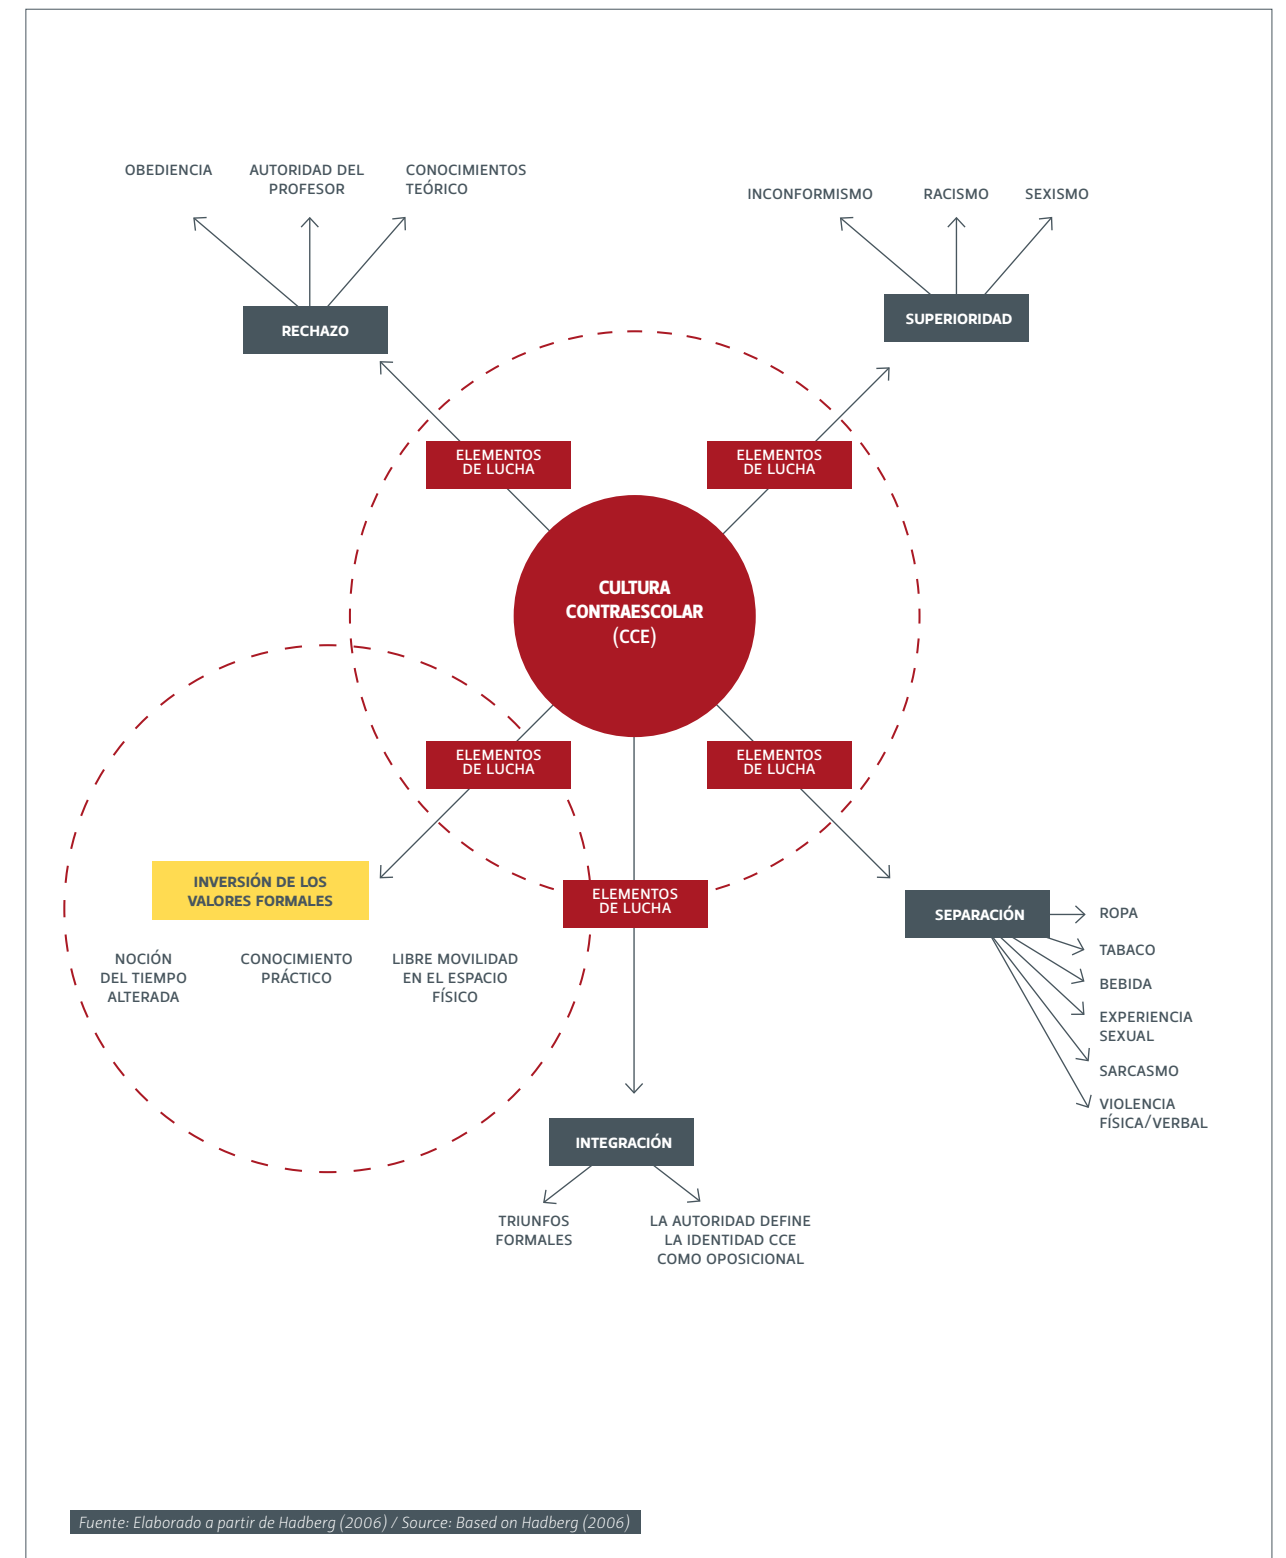 OBEDIENCIA
AUTORIDAD DEL
PROFESOR
CONOCIMIENTOS
TEÓRICO
INCONFORMISMO
RACISMO
SEXISMO
RECHAZO
SUPERIORIDAD
ELEMENTOS
DE LUCHA
ELEMENTOS
DE LUCHA
CULTURA
CONTRAESCOLAR
(CCE)
ELEMENTOS
DE LUCHA
ELEMENTOS
DE LUCHA
INVERSIÓN DE LOS
VALORES FORMALES
ELEMENTOS
DE LUCHA
NOCIÓN
DEL TIEMPO
ALTERADA
CONOCIMIENTO
PRÁCTICO
LIBRE MOVILIDAD
EN EL ESPACIO
FÍSICO
SEPARACIÓN
ROPA
TABACO
BEBIDA
EXPERIENCIA
SEXUAL
SARCASMO
VIOLENCIA
FÍSICA/VERBAL
INTEGRACIÓN
TRIUNFOS
FORMALES
LA AUTORIDAD DEFINE
LA IDENTIDAD CCE
COMO OPOSICIONAL
Fuente: Elaborado a partir de Hadberg (2006) / Source: Based on Hadberg (2006)